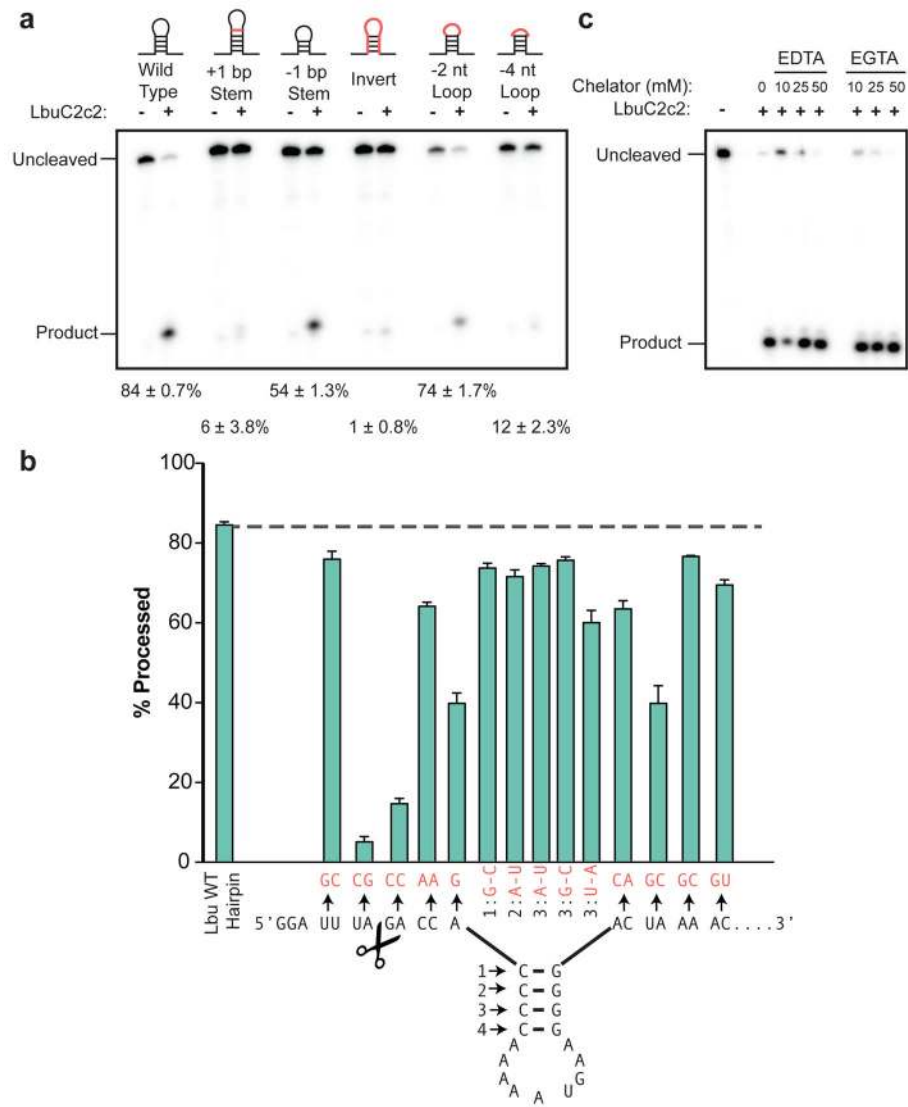 a
Wild Type
+1 bp Stem
-1 bp Stem
Invert
-2 nt Loop
-4 nt Loop
LbuC2c2: - + - + - + - + - + - +
Uncleaved
Product
84 ± 0.7% 54 ± 1.3% 74 ± 1.7%
6 ± 3.8% 1 ± 0.8% 12 ± 2.3%
c
EDTA EGTA
Chelator (mM): 0 10 25 50 10 25 50
LbuC2c2: - + + + + + + +
Uncleaved
Product
b
% Processed
100
80
60
40
20
0
Lbu WT Hairpin
GC CG CC AA G 1:G-C 2:A-U 3:A-U 3:G-C 3:U-A CA GC GC GU
5'GGA UU UA GA CC A AC UA AA AC....3'
1 C G
2 C G
3 C G
4 C G
A A
A A
A G
A A U